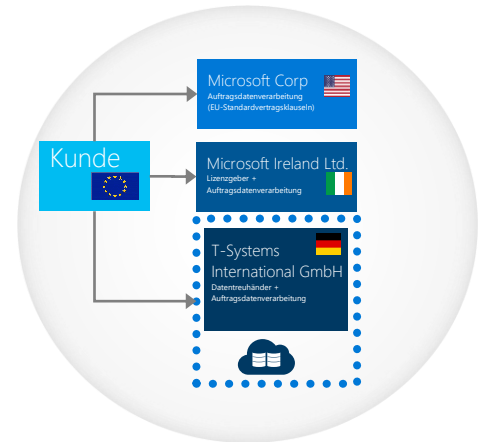 Microsoft Corp
Auftragsdatenverarbeitung
(EU-Standardvertragsklauseln)
Kunde
Microsoft Ireland Ltd.
Lizenzgeber +
Auftragsdatenverarbeitung
T-Systems
International GmbH
Datentreuhänder +
Auftragsdatenverarbeitung